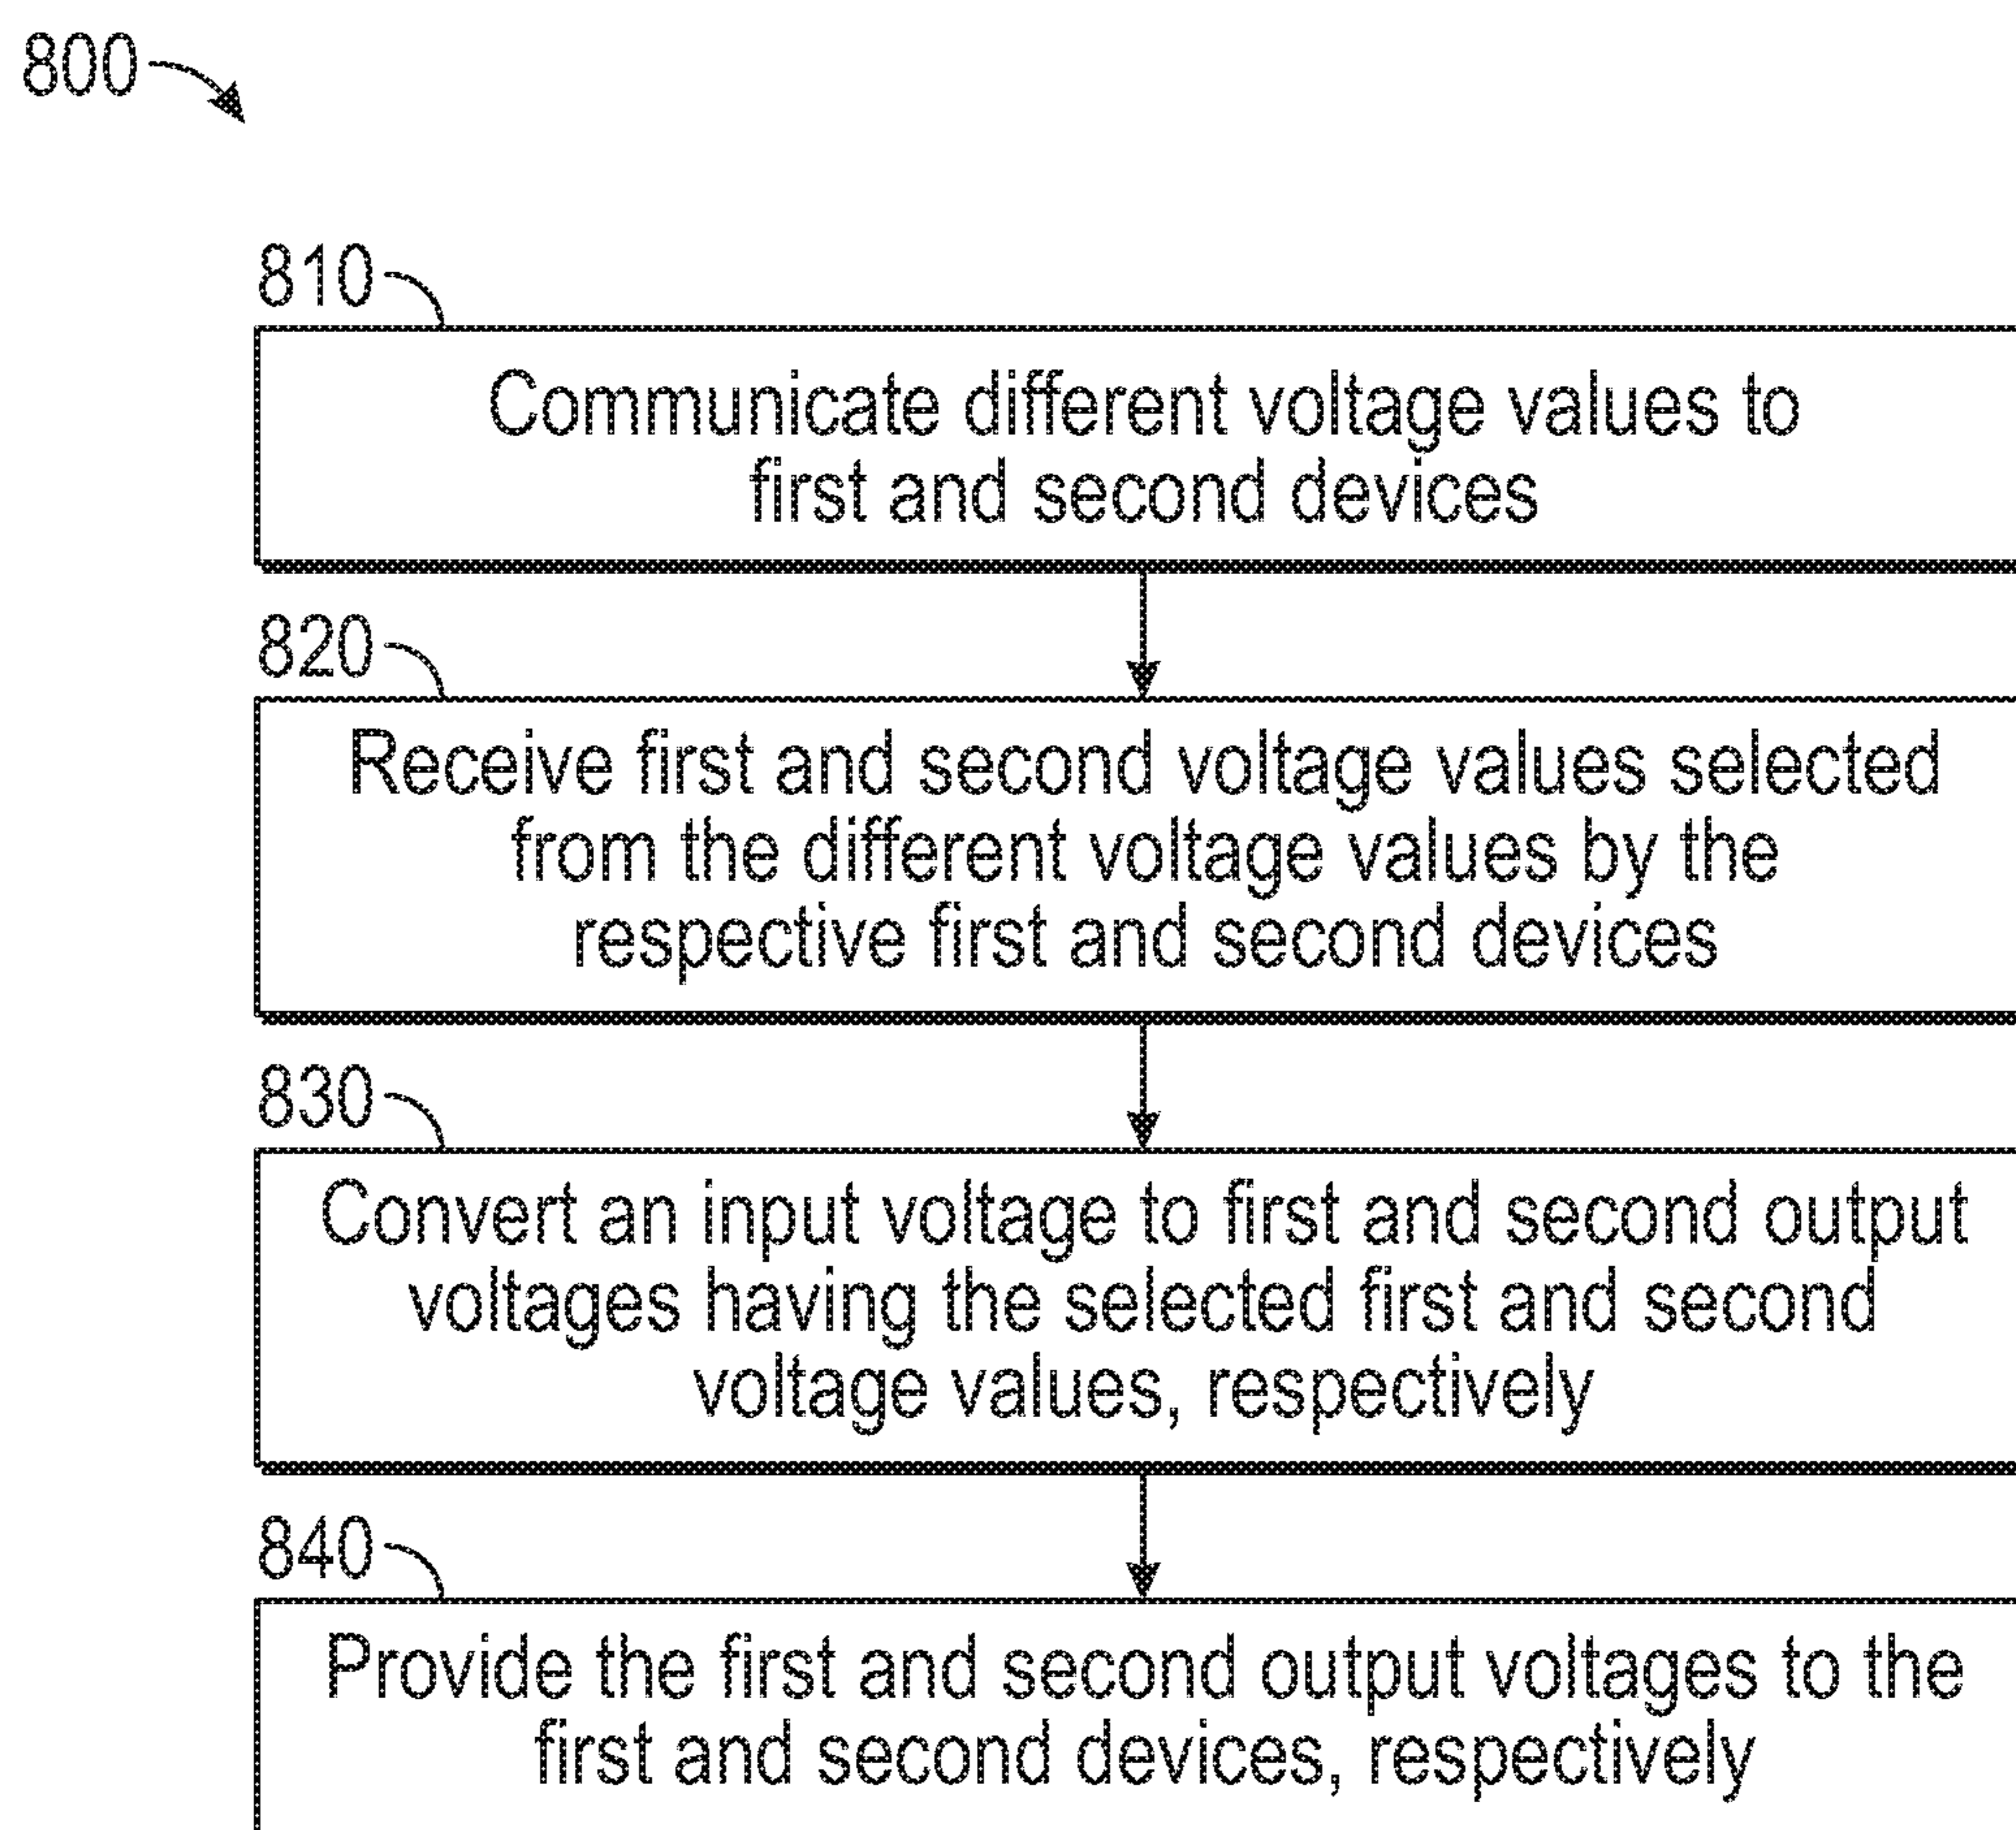 800
810
Communicate different voltage values to
first and second devices
820
Receive first and second voltage values selected
from the different voltage values by the
respective first and second devices
830
Convert an input voltage to first and second output
voltages having the selected first and second
voltage values, respectively
840
Provide the first and second output voltages to the
first and second devices, respectively